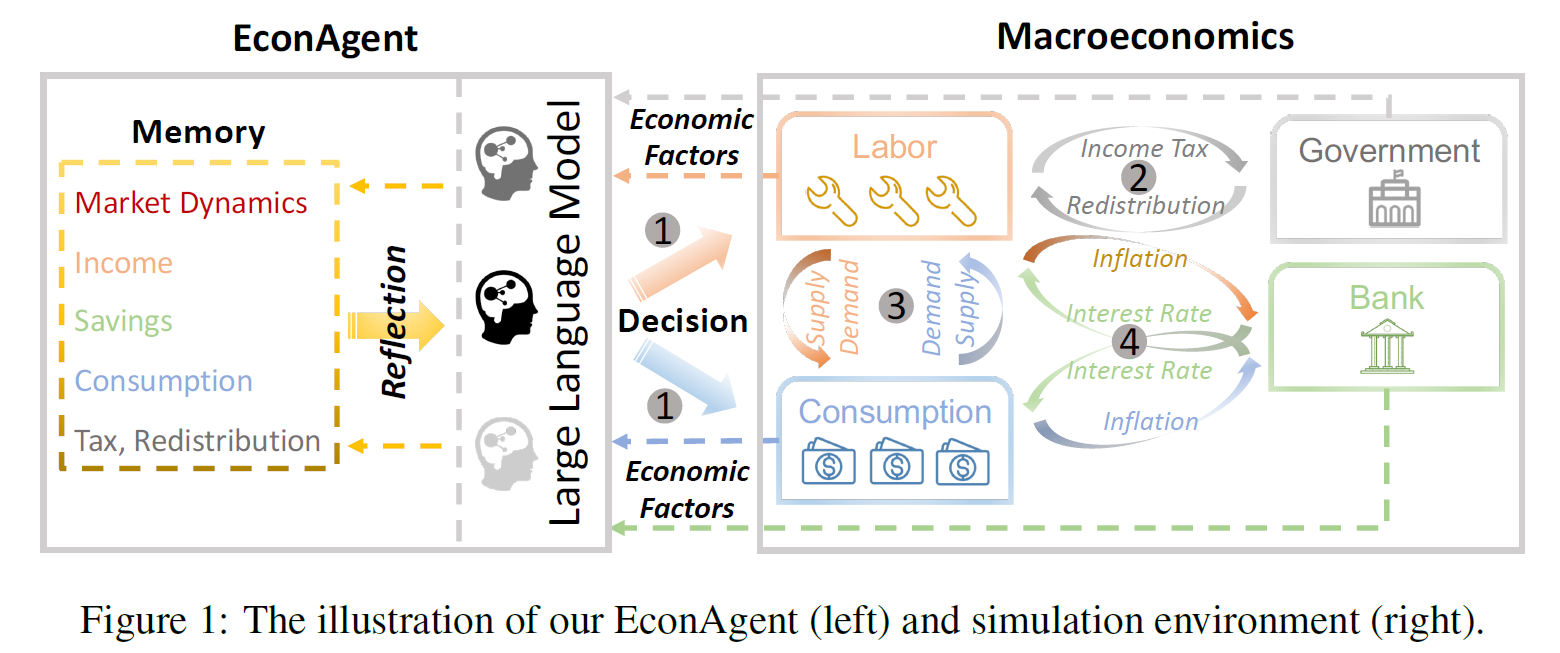 EconAgent
Macroeconomics
Memory
Market Dynamics
Income
Savings
Consumption
Tax, Redistribution
Reflection
Large Language Model
Economic
Factors
1
Decision
1
Economic
Factors
Labor
Income Tax
2
Redistribution
Government
Supply
Demand
3
Demand
Supply
Inflation
Interest Rate
4
Interest Rate
Inflation
Bank
Consumption
Figure 1: The illustration of our EconAgent (left) and simulation environment (right).